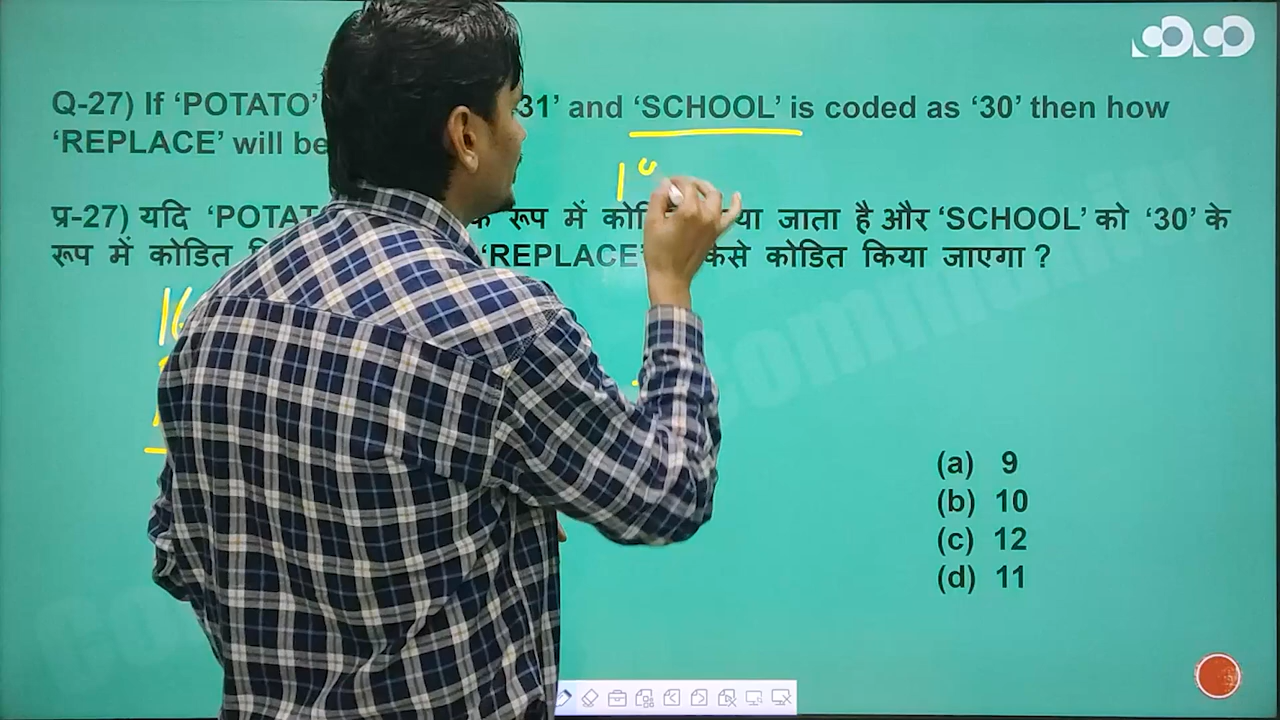 Q-27) If ‘POTATO’ 31’ and ‘SCHOOL’ is coded as ‘30’ then how
‘REPLACE’ will be
प्र-27) यदि रूप में किया जाता है और ‘SCHOOL’ को ‘30’ के
रूप में कोडित ‘REPLACE’ कोडित किया जाएगा ?
(a) 9
(b) 10
(c) 12
(d) 11